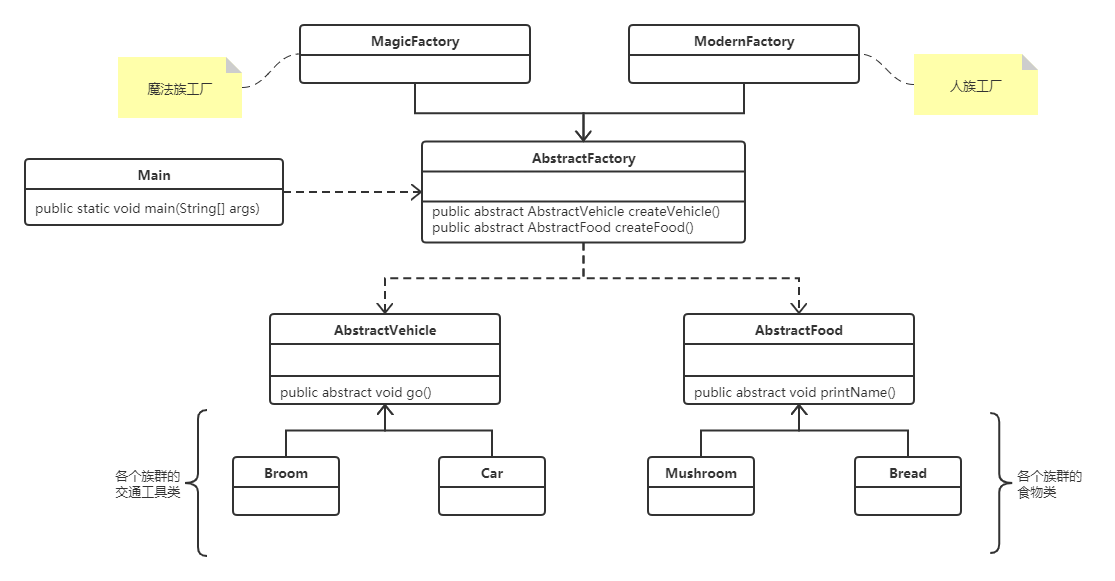 MagicFactory
ModernFactory
魔法族工厂
人族工厂
AbstractFactory
Main
public static void main(String[] args)
public abstract AbstractVehicle createVehicle()
public abstract AbstractFood createFood()
AbstractVehicle
AbstractFood
public abstract void go()
public abstract void printName()
各个族群的
交通工具类
Broom
Car
Mushroom
Bread
各个族群的
食物类